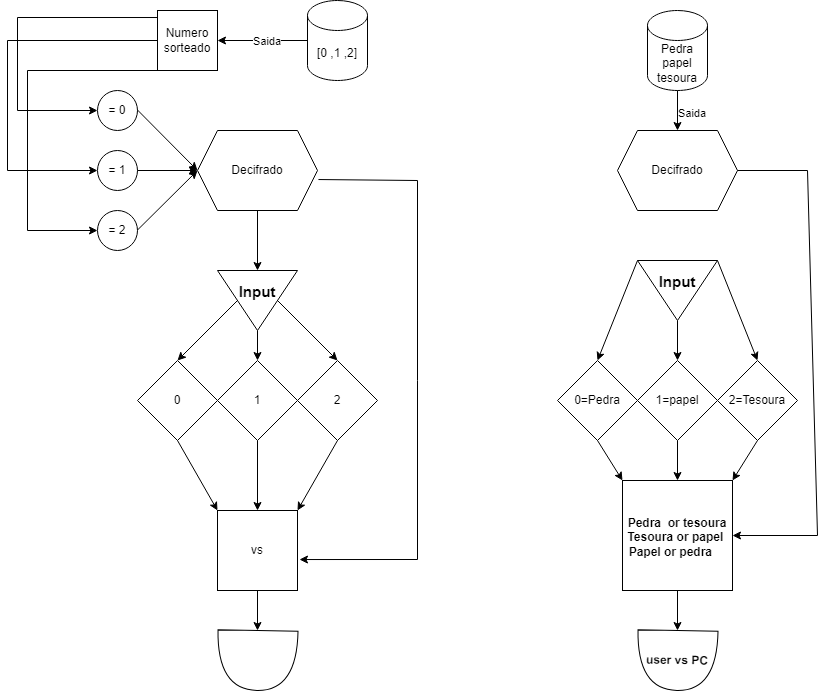 Numero
sorteado
Saida
[0 ,1 ,2]
= 0
= 1
= 2
Decifrado
Input
0
1
2
vs
Pedra
papel
tesoura
Saida
Decifrado
Input
0=Pedra
1=papel
2=Tesoura
Pedra or tesoura
Tesoura or papel
Papel or pedra
user vs PC